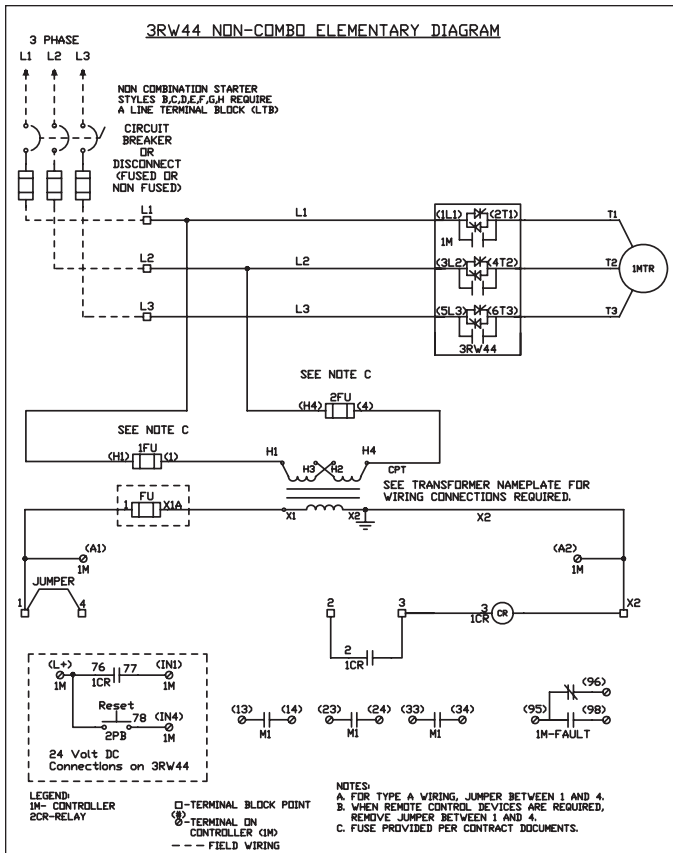 3RW44 NON-COMBO ELEMENTARY DIAGRAM
3 PHASE
L1 L2 L3
NON COMBINATION STARTER
STYLES B,C,D,E,F,G,H REQUIRE
A LINE TERMINAL BLOCK (LTB)
CIRCUIT
BREAKER
OR
DISCONNECT
(FUSED OR
NON FUSED)
L1 L1 (1L1) (2T1) T1
1M
L2 L2 (3L2) (4T2) T2
1MTR
L3 L3 (5L3) (6T3) T3
3RW44
SEE NOTE C
2FU
(H4) (4)
SEE NOTE C
1FU
(H1) (1) H1 H3 H2 H4
CPT
SEE TRANSFORMER NAMEPLATE FOR
WIRING CONNECTIONS REQUIRED.
FU
1 X1A X1 X2 X2
(A1) (A2)
1M 1M
JUMPER
1 4 2 3 3 CR X2
1CR
2
1CR
(L+) 76 77 (IN1)
1M 1CR 1M
Reset
78 (IN4)
2PB 1M
24 Volt DC
Connections on 3RW44
(13) (14) (23) (24) (33) (34)
M1 M1 M1
(96)
(95) (98)
1M-FAULT
LEGEND:
1M- CONTROLLER
2CR-RELAY
-TERMINAL BLOCK POINT
(#)
-TERMINAL ON
CONTROLLER (1M)
--- FIELD WIRING
NOTES:
A. FOR TYPE A WIRING, JUMPER BETWEEN 1 AND 4.
B. WHEN REMOTE CONTROL DEVICES ARE REQUIRED,
REMOVE JUMPER BETWEEN 1 AND 4.
C. FUSE PROVIDED PER CONTRACT DOCUMENTS.